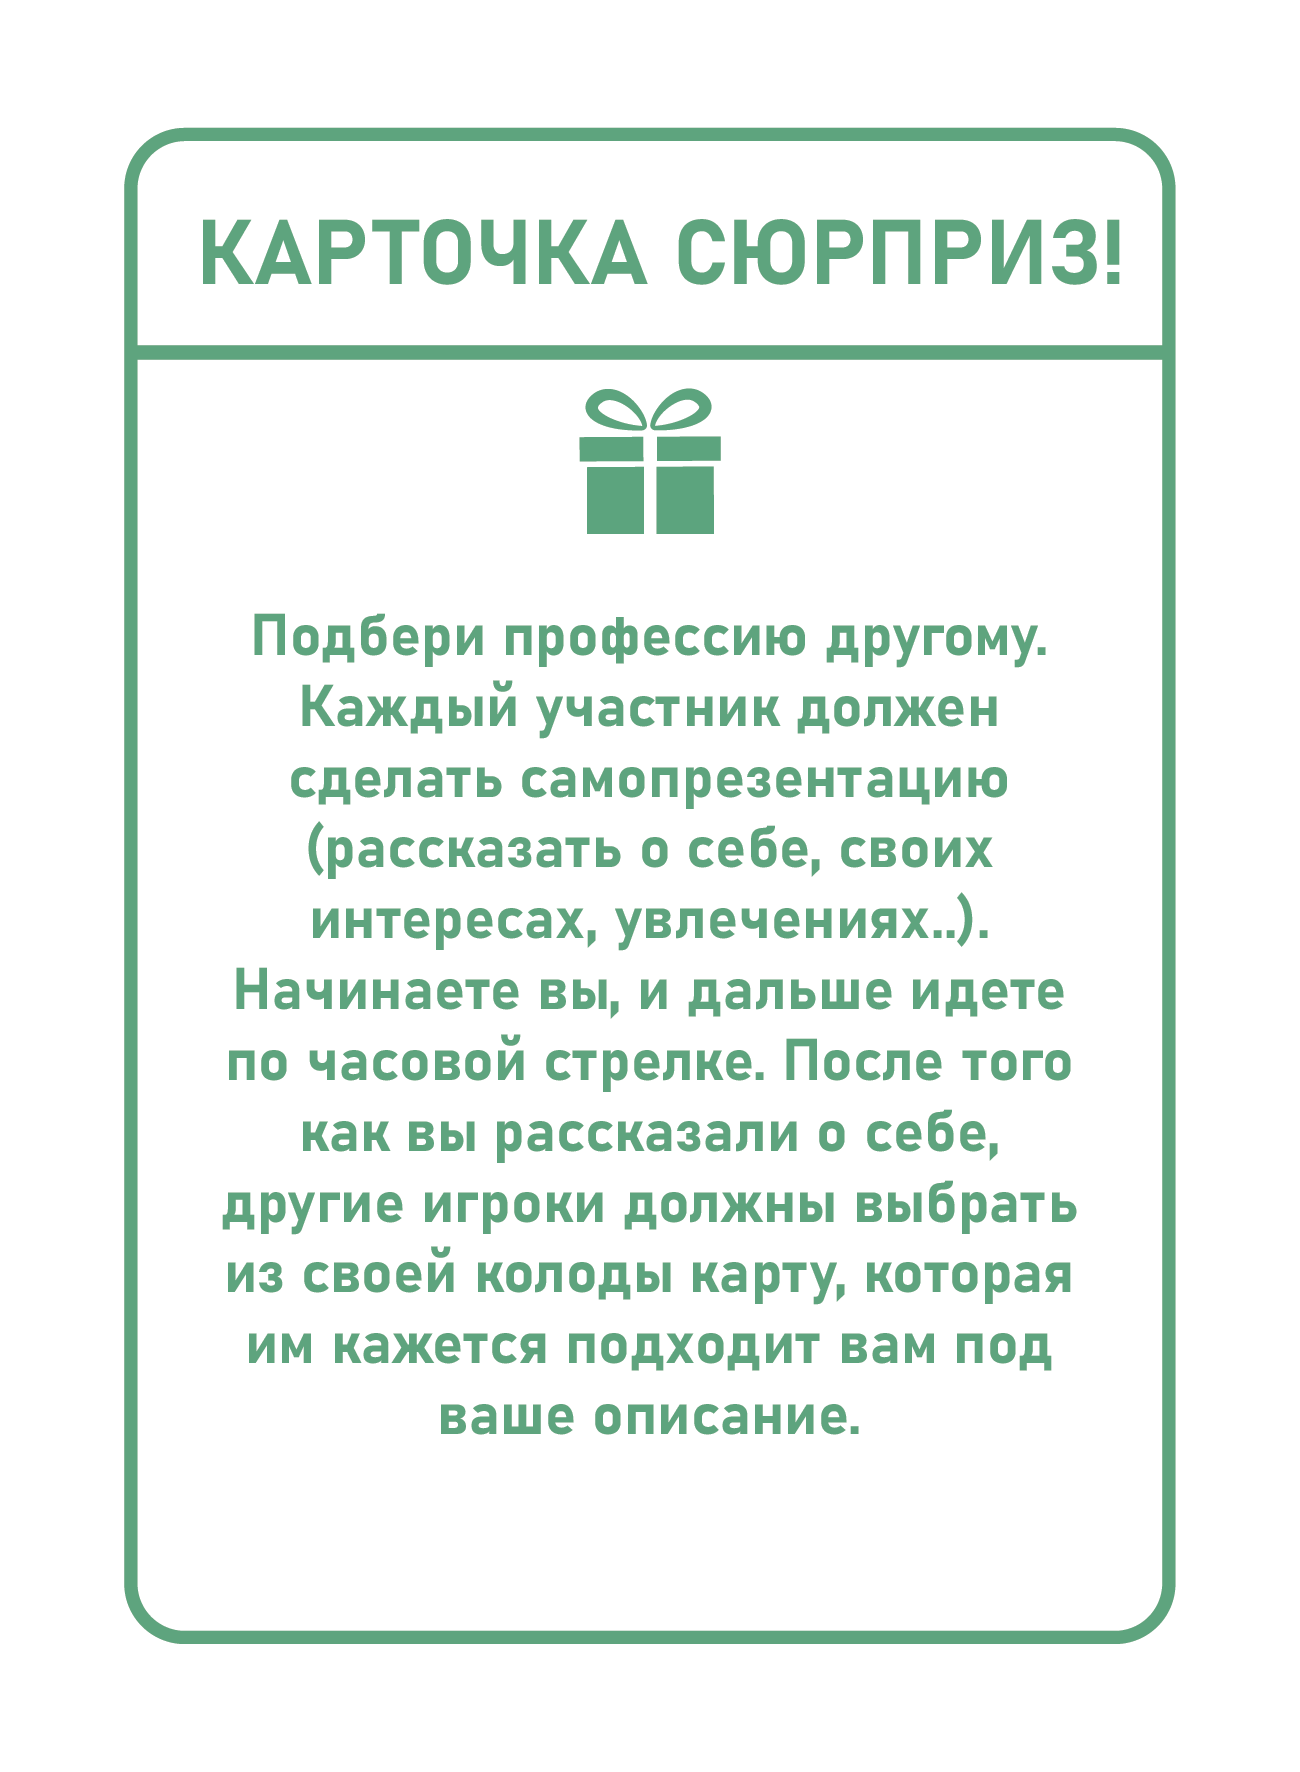 КАРТОЧКА СЮРПРИЗ!
Подбери профессию другому.
Каждый участник должен
сделать самопрезентацию
(рассказать о себе, своих
интересах, увлечениях..).
Начинаете вы, и дальше идете
по часовой стрелке. После того
как вы рассказали о себе,
другие игроки должны выбрать
из своей колоды карту, которая
им кажется подходит вам под
ваше описание.